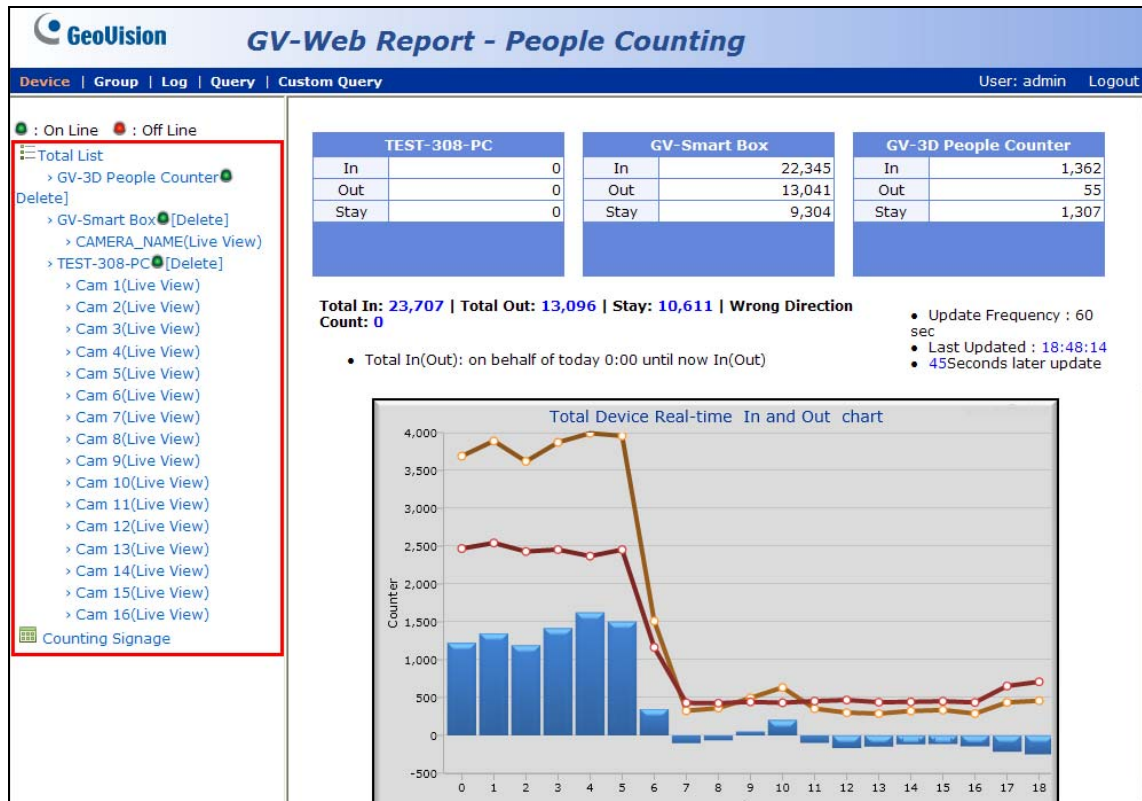 GeoVision
GV-Web Report - People Counting
Device | Group | Log | Query | Custom Query
User: admin Logout
: On Line : Off Line
Total List
› GV-3D People Counter
Delete]
› GV-Smart Box [Delete]
› CAMERA_NAME(Live View)
› TEST-308-PC [Delete]
› Cam 1(Live View)
› Cam 2(Live View)
› Cam 3(Live View)
› Cam 4(Live View)
› Cam 5(Live View)
› Cam 6(Live View)
› Cam 7(Live View)
› Cam 8(Live View)
› Cam 9(Live View)
› Cam 10(Live View)
› Cam 11(Live View)
› Cam 12(Live View)
› Cam 13(Live View)
› Cam 14(Live View)
› Cam 15(Live View)
› Cam 16(Live View)
Counting Signage
TEST-308-PC
In 0
Out 0
Stay 0
GV-Smart Box
In 22,345
Out 13,041
Stay 9,304
GV-3D People Counter
In 1,362
Out 55
Stay 1,307
Total In: 23,707 | Total Out: 13,096 | Stay: 10,611 | Wrong Direction
Count: 0
• Total In(Out): on behalf of today 0:00 until now In(Out)
• Update Frequency : 60
sec
• Last Updated : 18:48:14
• 45Seconds later update
Total Device Real-time In and Out chart
Counter
4,000
3,500
3,000
2,500
2,000
1,500
1,000
500
0
-500
0 1 2 3 4 5 6 7 8 9 10 11 12 13 14 15 16 17 18